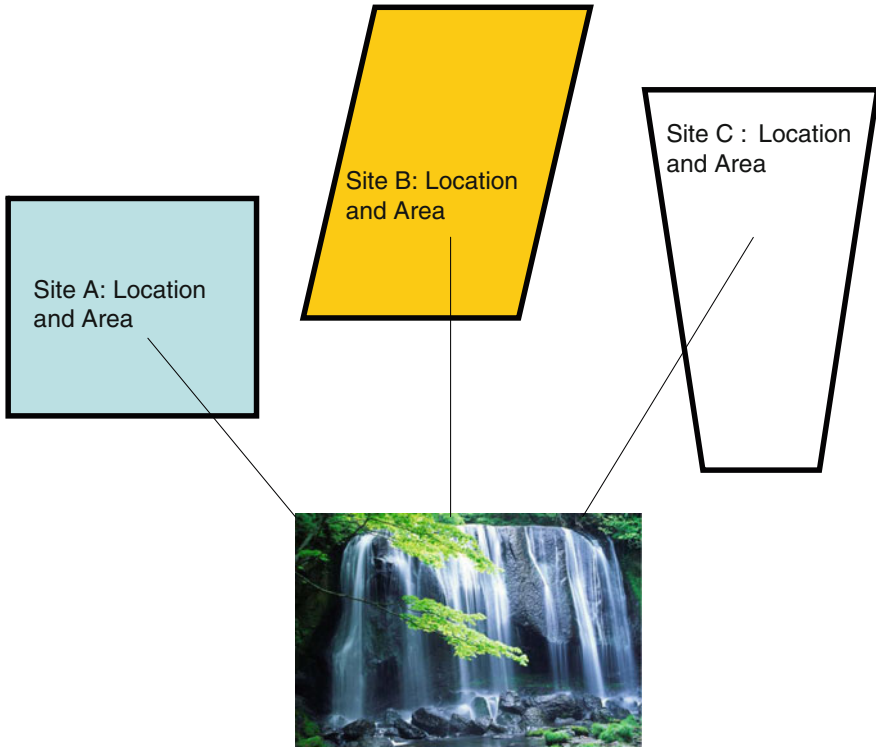 Site A: Location
and Area
Site B: Location
and Area
Site C : Location
and Area